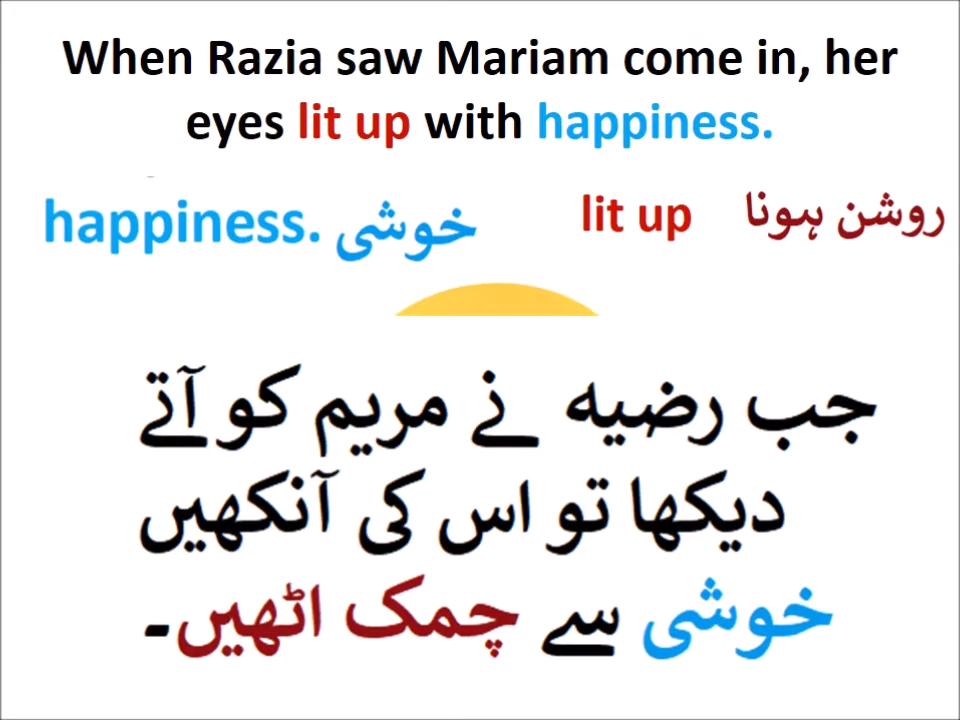 When Razia saw Mariam come in, her
eyes lit up with happiness.
happiness. خوشی
lit up روشن ہونا
جب رضیہ نے مریم کو آتے
دیکھا تو اس کی آنکھیں
خوشی سے چمک اٹھیں۔